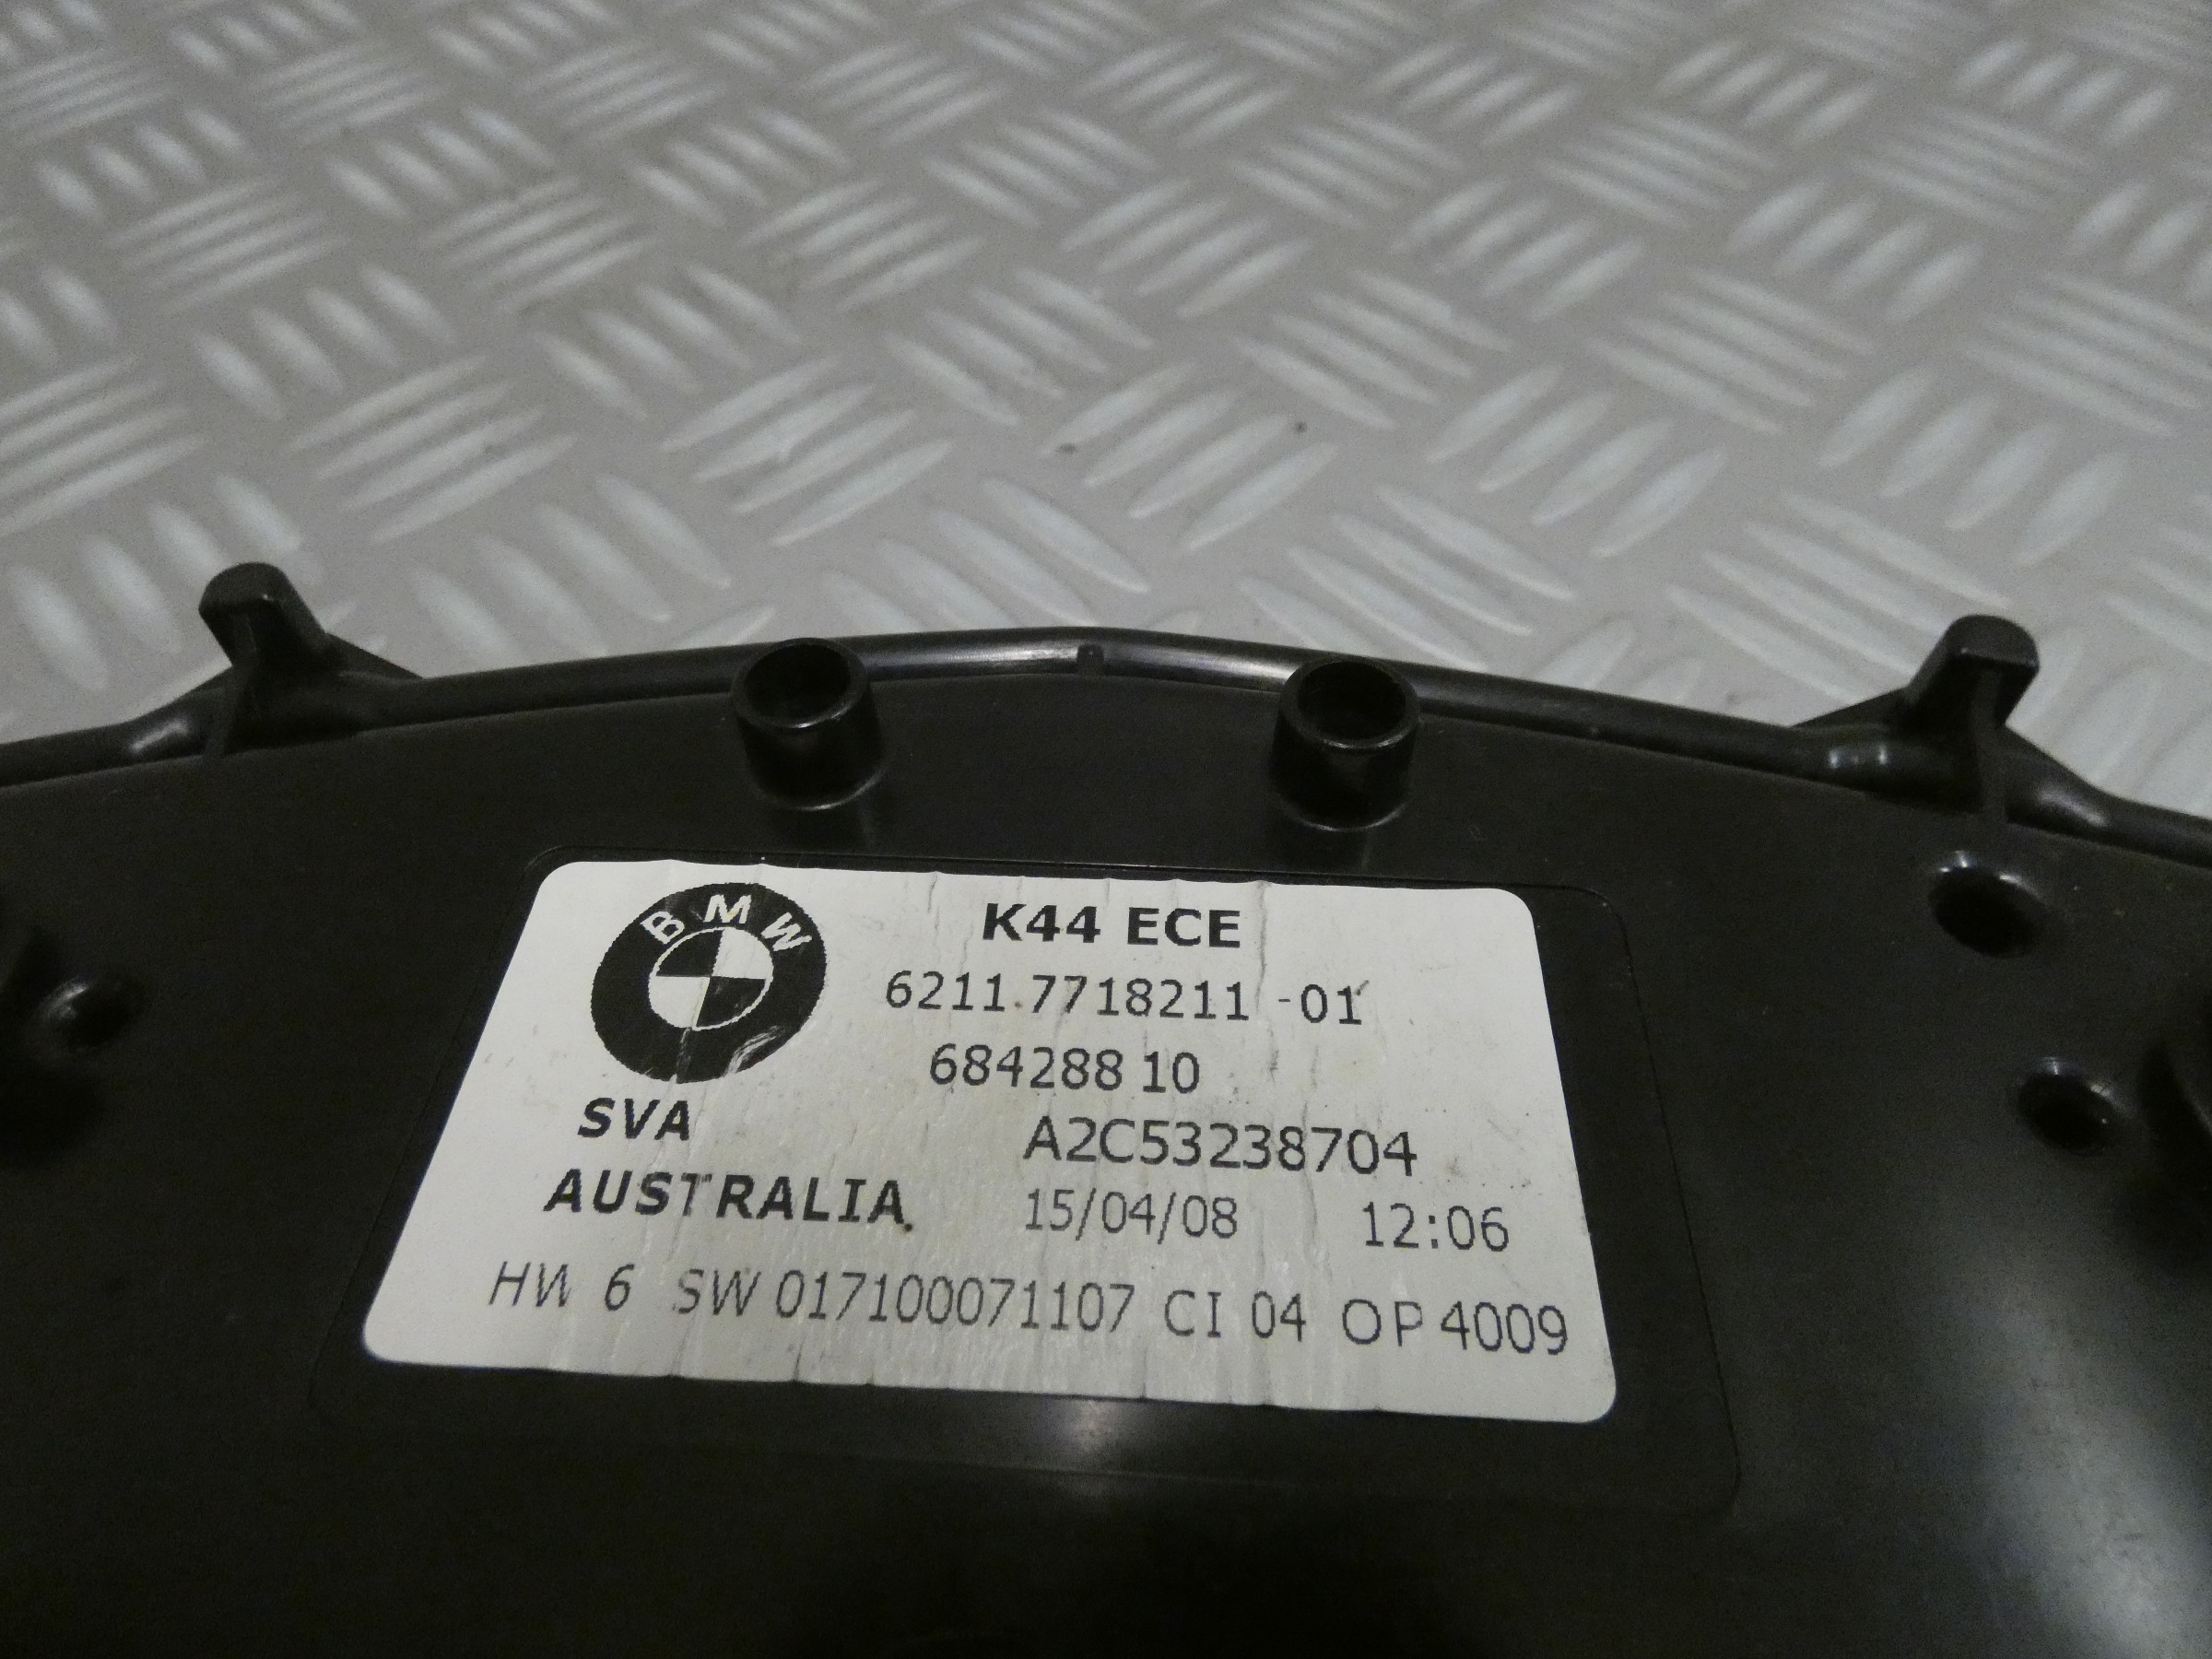 BMW
K44 ECE
6211.7718211 -01
684288 10
SVA
A2C53238704
AUSTRALIA.
15/04/08 12:06
HW 6 SW 017100071107 CI 04 OP 4009